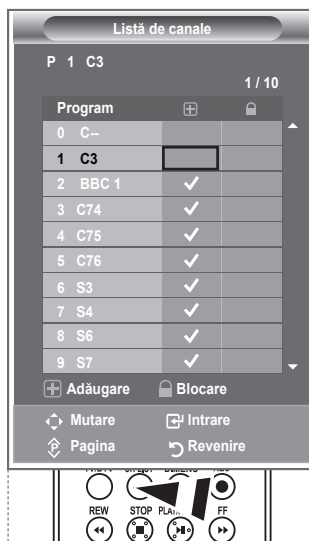 Listă de canale
P 1 C3
1 / 10
Program
0 C--
1 C3
2 BBC 1
3 C74
4 C75
5 C76
6 S3
7 S4
8 S6
9 S7
Adăugare Blocare
Mutare Intrare
Pagina Revenire
REW STOP FF